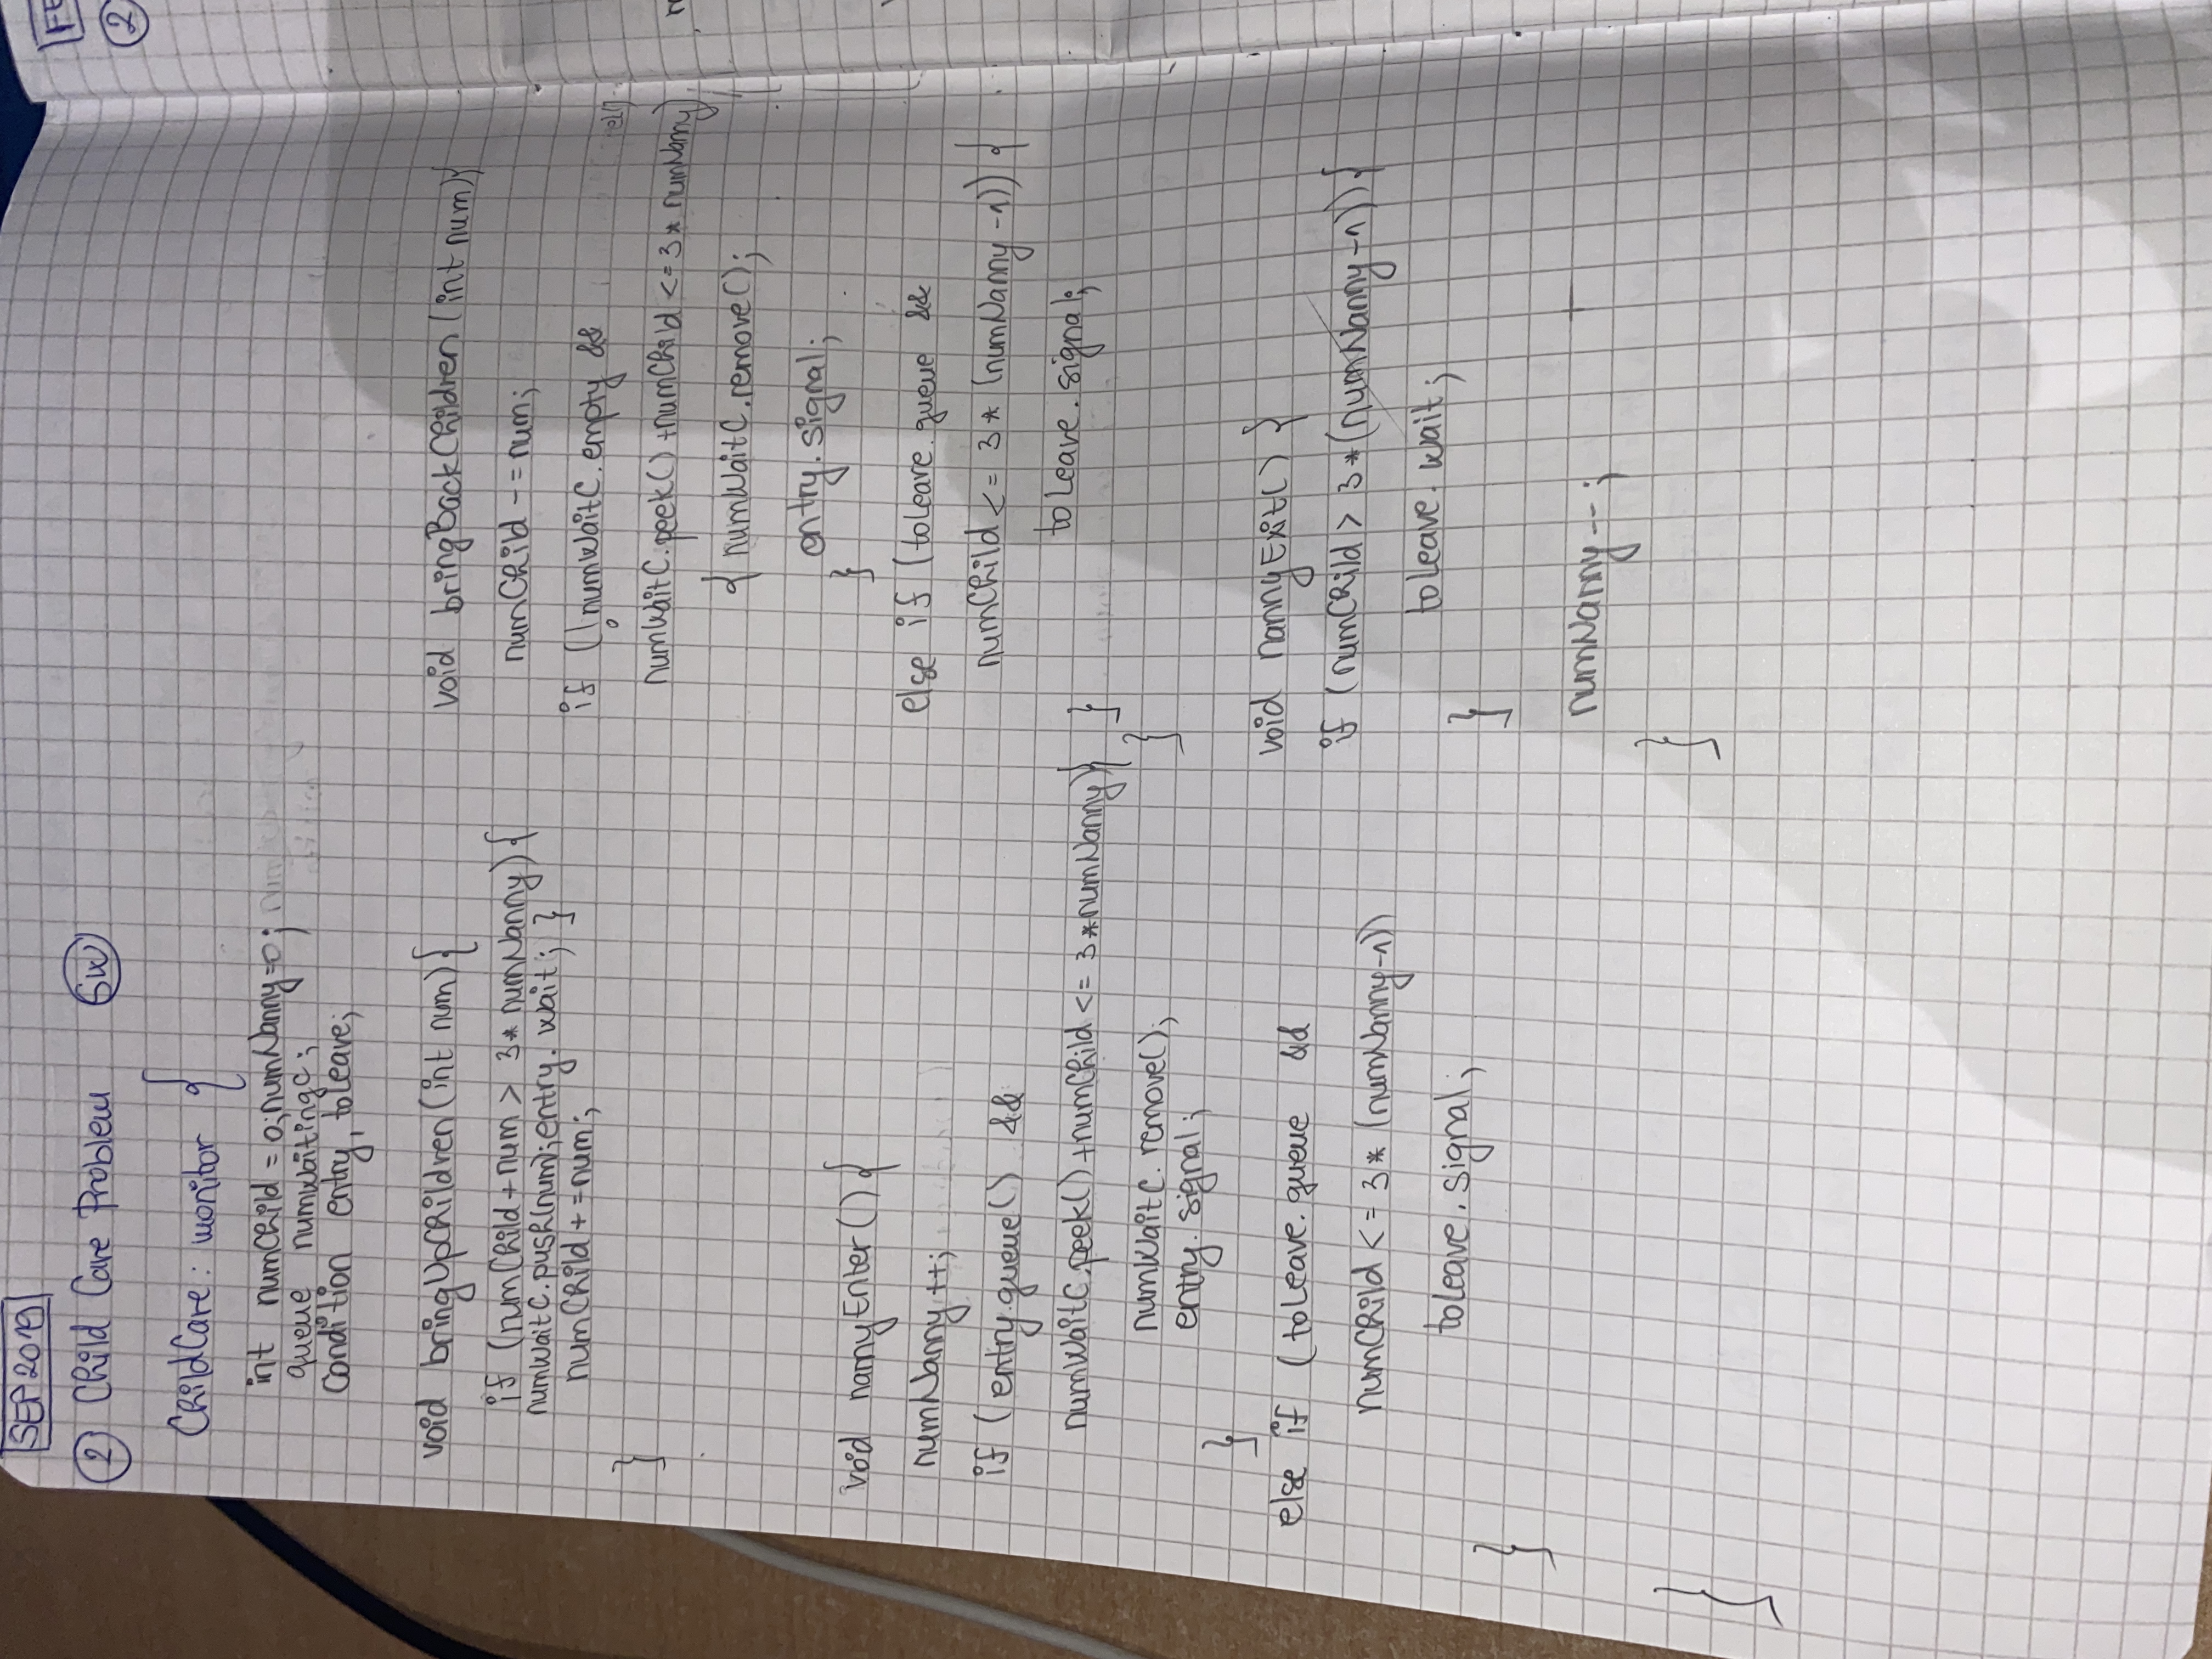 SEP 2019
2 Child Care Problem SW
ChildCare: monitor {
int numChild = 0; numNanny=0;
queue numWaitingC;
condition entry, toLeave;
void bringUpChildren (int num) {
if (numChild + num > 3* numNanny) {
numWaitC.push(num); entry. wait; }
numChild += num;
}
void nannyEnter () {
numNanny ++;
if (entry.queue() &&
numWaitC.peek() + numChild <= 3*numNanny) {
numWaitC. remove();
entry. signal;
}
else if (toLeave. queue &&
numChild <= 3* (numNanny-1))
toLeave. signal;
}
}
void bringBackChildren (int num) {
numChild -= num;
if (!numWaitC.empty &&
numWaitC.peek() + numChild <= 3* numNanny)
{ numWaitC.remove();
entry. signal;
}
else if (toLeave. queue &&
numChild <= 3* (numNanny -1)) {
toLeave. signal;
}
}
void nannyExit() {
if (numChild > 3* (numNanny-1)) {
toLeave. wait;
}
numNanny--;
}
FE
2